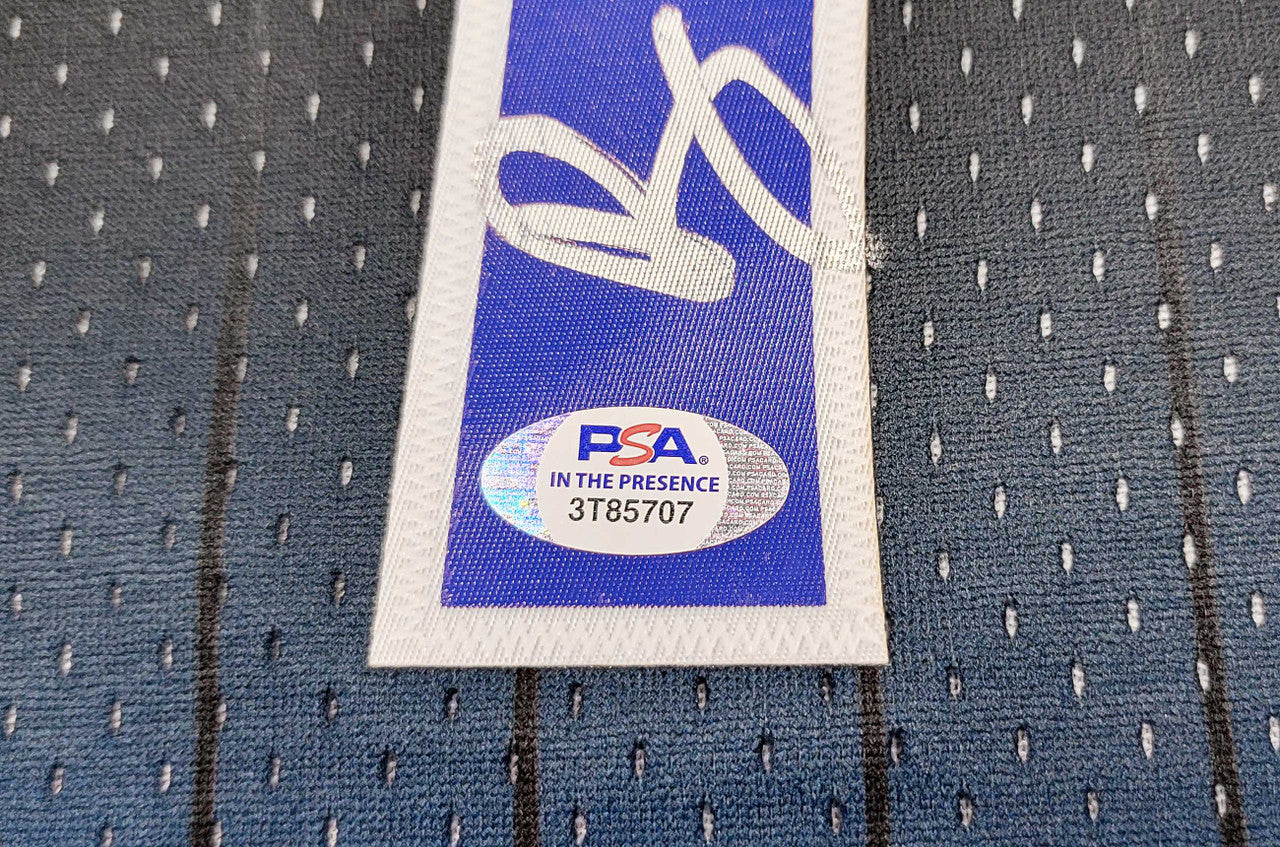 PSA®
IN THE PRESENCE
3T85707